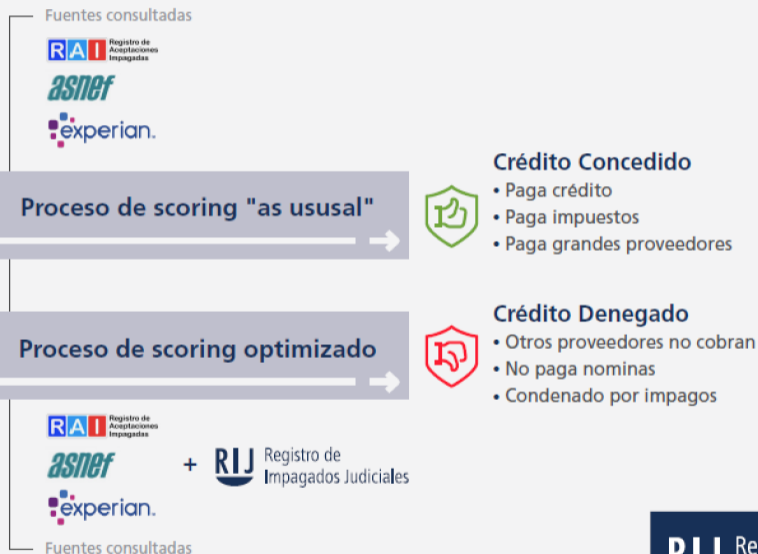 Fuentes consultadas
RAI Registro de
Aceptaciones
Impagadas
asnef
experian.
Proceso de scoring "as ususal"
Crédito Concedido
• Paga crédito
• Paga impuestos
• Paga grandes proveedores
Proceso de scoring optimizado
Crédito Denegado
• Otros proveedores no cobran
• No paga nominas
• Condenado por impagos
RAI Registro de
Aceptaciones
Impagadas
asnef
experian.
+ RIJ Registro de
Impagados Judiciales
Fuentes consultadas
RIJ Re